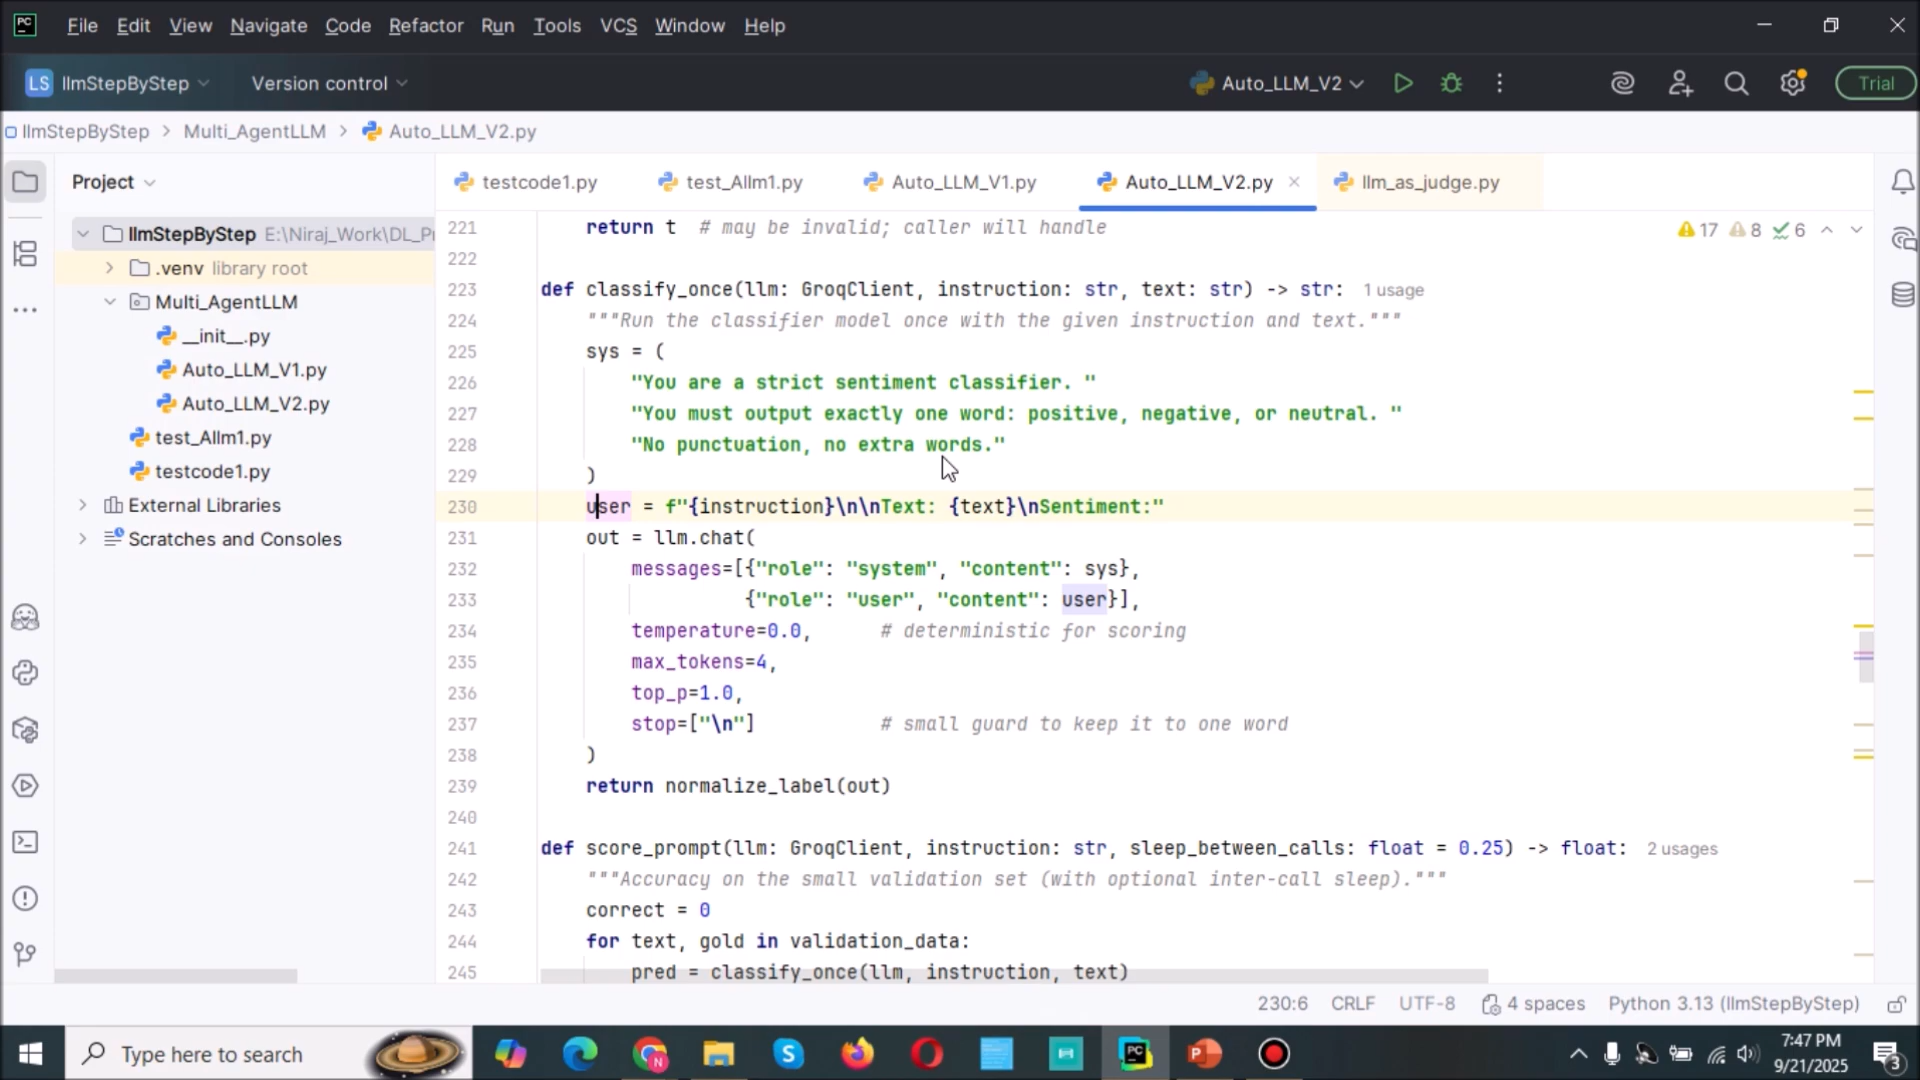 PC File Edit View Navigate Code Refactor Run Tools VCS Window Help
LS llmStepByStep Version control Auto_LLM_V2 Trial
llmStepByStep Multi_AgentLLM Auto_LLM_V2.py
Project testcode1.py test_Allm1.py Auto_LLM_V1.py Auto_LLM_V2.py llm_as_judge.py
llmStepByStep E:\Niraj_Work\DL_P
.venv library root
Multi_AgentLLM
__init__.py
Auto_LLM_V1.py
Auto_LLM_V2.py
test_Allm1.py
testcode1.py
External Libraries
Scratches and Consoles
17 8 6
221 return t # may be invalid; caller will handle
222
223 def classify_once(llm: GroqClient, instruction: str, text: str) -> str: 1 usage
224 """Run the classifier model once with the given instruction and text."""
225 sys = (
226 "You are a strict sentiment classifier. "
227 "You must output exactly one word: positive, negative, or neutral. "
228 "No punctuation, no extra words."
229 )
230 user = f"{instruction}\n\nText: {text}\nSentiment:"
231 out = llm.chat(
232 messages=[{"role": "system", "content": sys},
233 {"role": "user", "content": user}],
234 temperature=0.0, # deterministic for scoring
235 max_tokens=4,
236 top_p=1.0,
237 stop=["\n"] # small guard to keep it to one word
238 )
239 return normalize_label(out)
240
241 def score_prompt(llm: GroqClient, instruction: str, sleep_between_calls: float = 0.25) -> float: 2 usages
242 """Accuracy on the small validation set (with optional inter-call sleep)."""
243 correct = 0
244 for text, gold in validation_data:
245 pred = classify_once(llm, instruction, text)
230:6 CRLF UTF-8 4 spaces Python 3.13 (llmStepByStep)
Type here to search
7:47 PM
9/21/2025
3